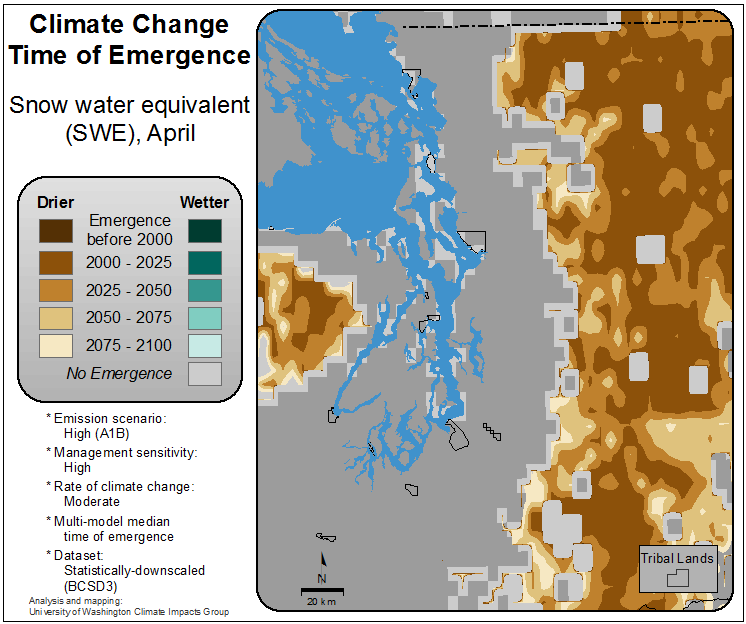 Climate Change
Time of Emergence
Snow water equivalent
(SWE), April
Drier Wetter
Emergence
before 2000
2000 - 2025
2025 - 2050
2050 - 2075
2075 - 2100
No Emergence
* Emission scenario:
High (A1B)
* Management sensitivity:
High
* Rate of climate change:
Moderate
* Multi-model median
time of emergence
* Dataset:
Statistically-downscaled
(BCSD3)
Analysis and mapping:
University of Washington Climate Impacts Group
N
20 km
Tribal Lands